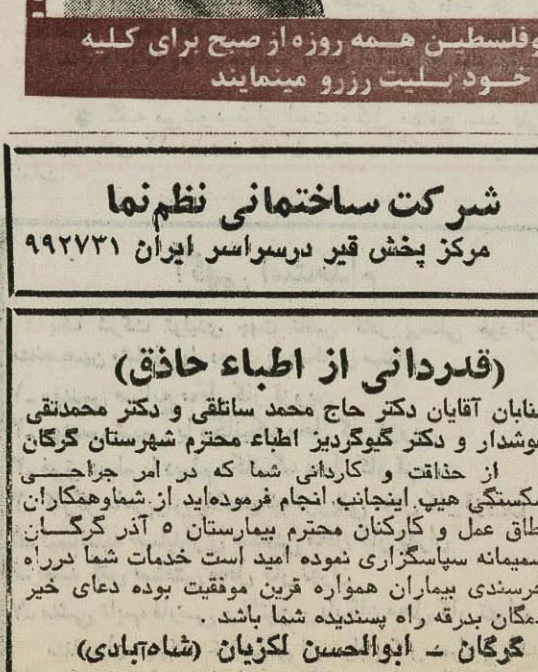 وفلسطین همه روزه از صبح برای کلیه
خود بلیت رزرو مینمایند
شرکت ساختمانی نظم‌نما
مرکز پخش قیر درسراسر ایران ۹۹۲۷۳۱
(قدردانی از اطباء حاذق)
جنابان آقایان دکتر حاج محمد ساتلقی و دکتر محمدتقی
هوشدار و دکتر گیوگردیز اطباء محترم شهرستان گرگان
از حذاقت و کاردانی شما که در امر جراحی
شکستگی هیپ اینجانب انجام فرموده‌اید از شماوهمکاران
طاق عمل و کارکنان محترم بیمارستان ۵ آذر گرگان
صمیمانه سپاسگزاری نموده امید است خدمات شما درراه
خرسندی بیماران همواره قرین موفقیت بوده دعای خیر
همگان بدرقه راه پسندیده شما باشد .
گرگان ـ ابوالحسن لکزیان (شاه‌آبادی)